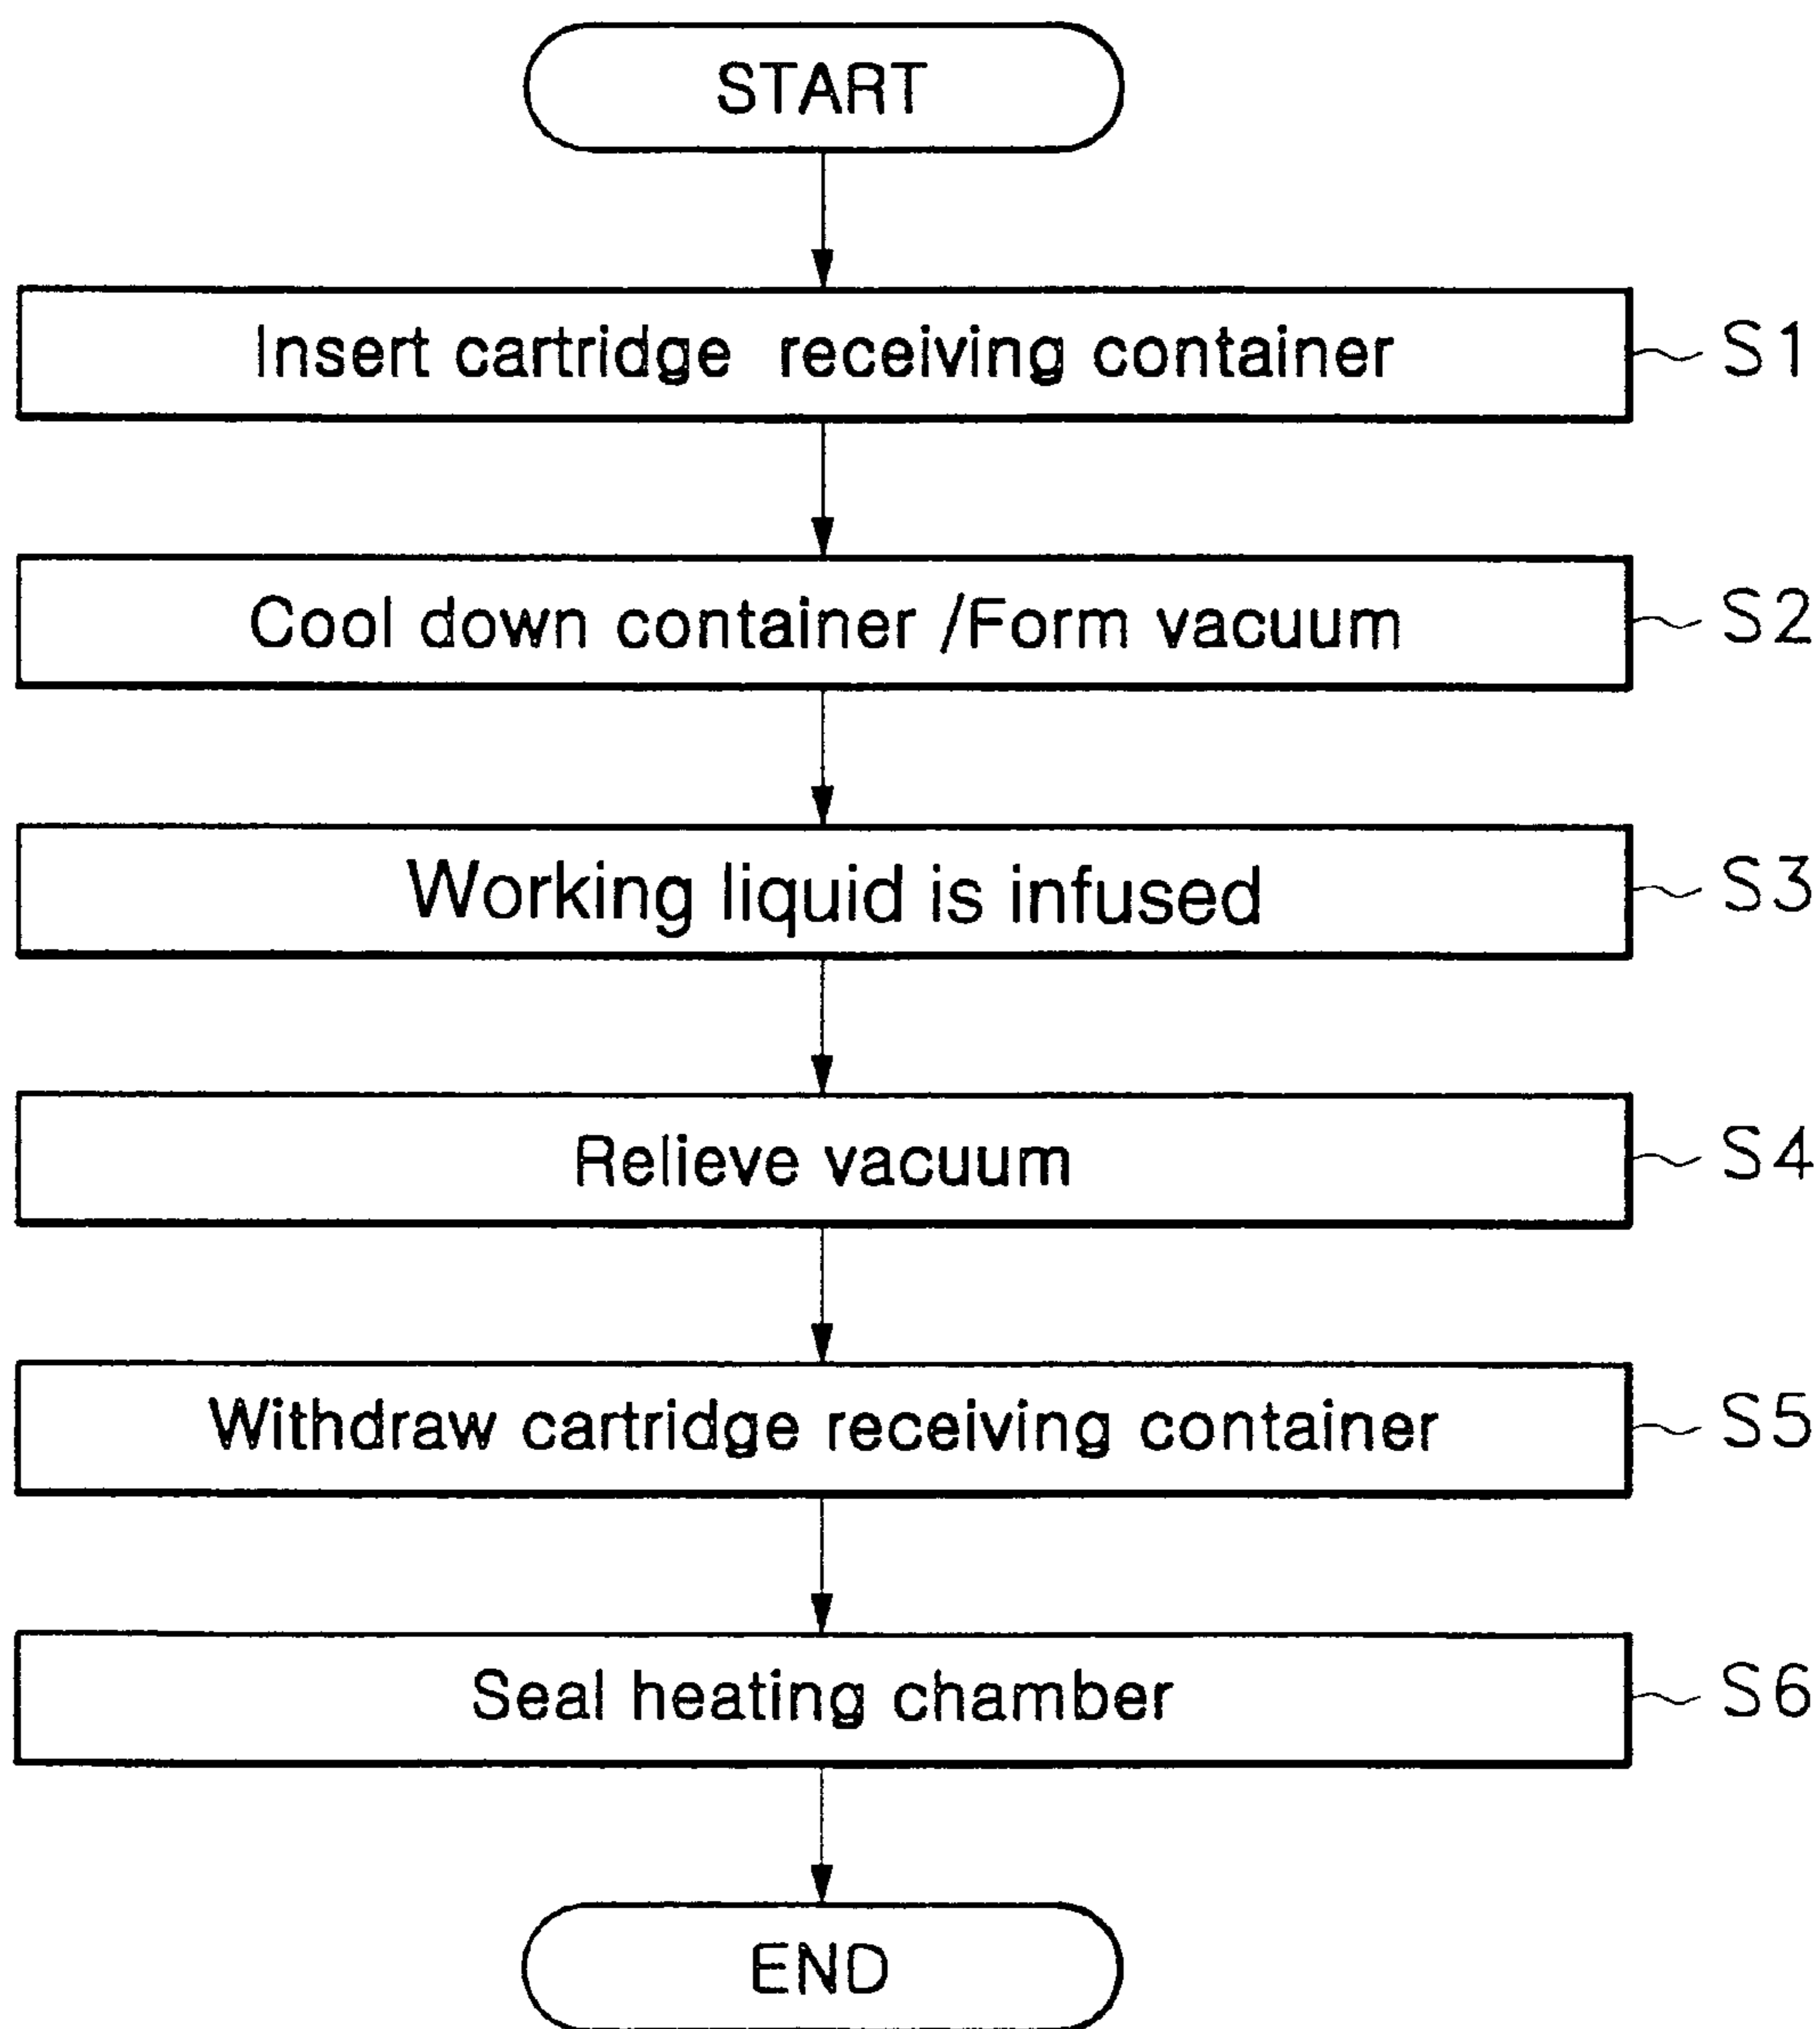 START
Insert cartridge receiving container S1
Cool down container /Form vacuum S2
Working liquid is infused S3
Relieve vacuum S4
Withdraw cartridge receiving container S5
Seal heating chamber S6
END